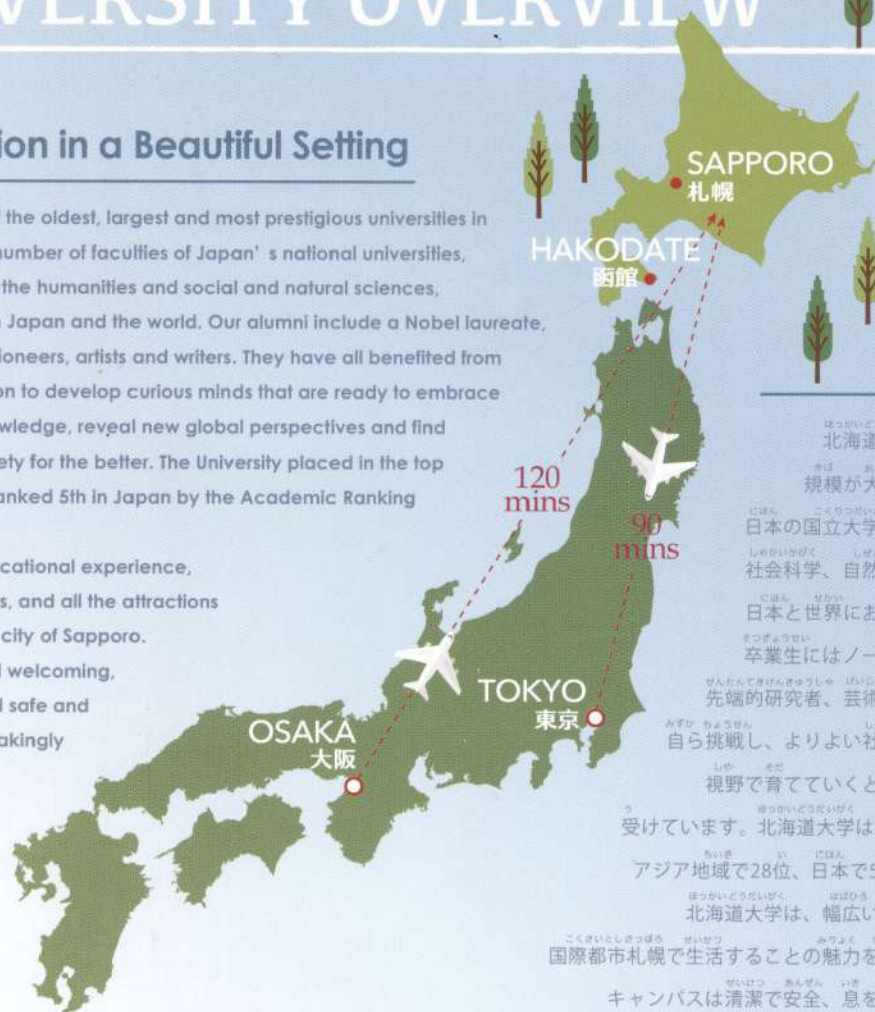 VERSITY OVERVIEW
ion in a Beautiful Setting
f the oldest, largest and most prestigious universities in
number of faculties of Japan' s national universities,
the humanities and social and natural sciences,
n Japan and the world. Our alumni include a Nobel laureate,
ioneers, artists and writers. They have all benefited from
on to develop curious minds that are ready to embrace
wledge, reveal new global perspectives and find
ety for the better. The University placed in the top
anked 5th in Japan by the Academic Ranking
cational experience,
s, and all the attractions
city of Sapporo.
d welcoming,
d safe and
akingly
SAPPORO
札幌
HAKODATE
函館
120
mins
90
mins
TOKYO
東京
OSAKA
大阪
北海道
規模が大
日本の国立大学
社会科学、自然
日本と世界にお
卒業生にはノー
先端的研究者、芸術
自ら挑戦し、よりよい社
視野で育てていくと
受けています。北海道大学は
アジア地域で28位、日本で5
北海道大学は、幅広い
国際都市札幌で生活することの魅力を
キャンパスは清潔で安全、息を